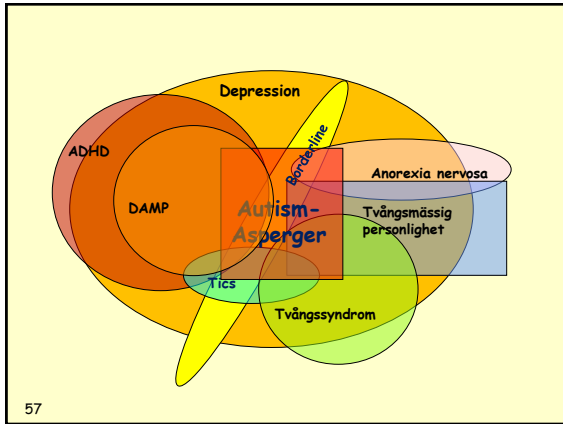 Depression
ADHD
Borderline
Anorexia nervosa
DAMP
Autism-
Asperger
Tvångsmässig
personlighet
Tics
Tvångssyndrom
57